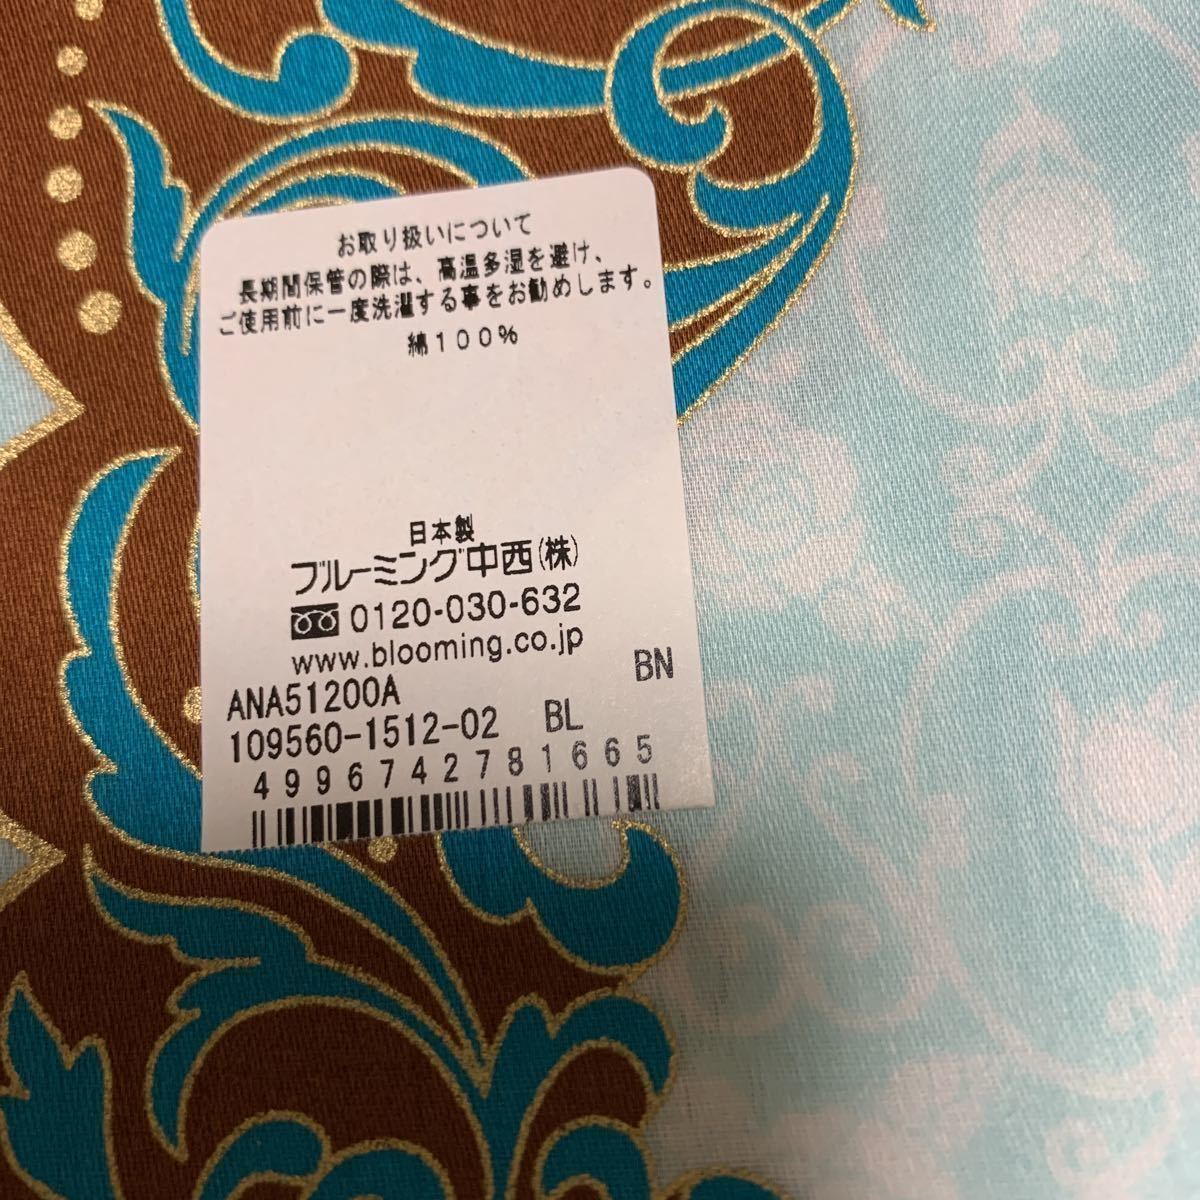 お取り扱いについて
長期間保管の際は、高温多湿を避け、
ご使用前に一度洗濯する事をお勧めします。
綿100%
日本製
ブルーミング中西(株)
0120-030-632
www.blooming.co.jp
BN
ANA51200A
109560-1512-02 BL
4996742781665